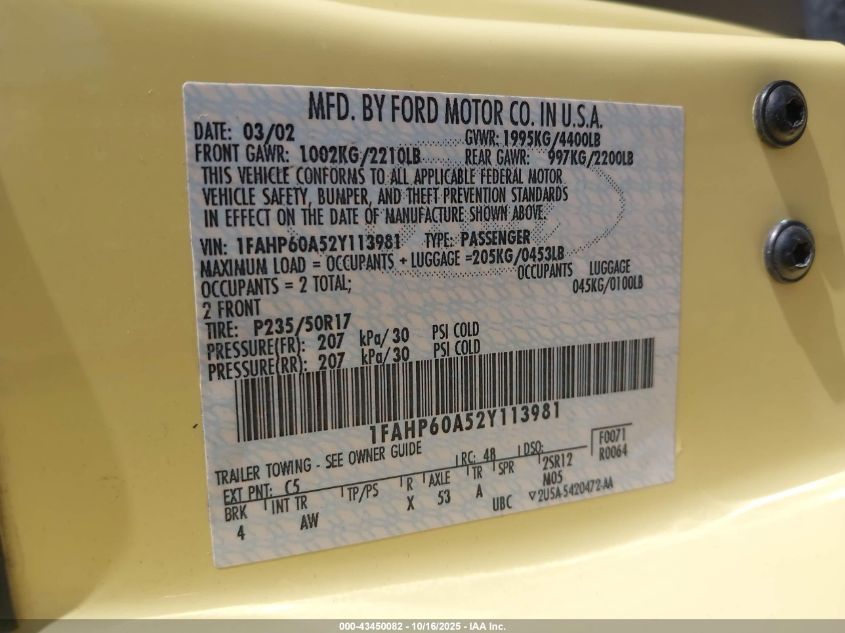 MFD. BY FORD MOTOR CO. IN U.S.A.
DATE: 03/02 GVWR: 1995KG/4400LB
FRONT GAWR: 1002KG/2210LB REAR GAWR: 997KG/2200LB
THIS VEHICLE CONFORMS TO ALL APPLICABLE FEDERAL MOTOR
VEHICLE SAFETY, BUMPER, AND THEFT PREVENTION STANDARDS
IN EFFECT ON THE DATE OF MANUFACTURE SHOWN ABOVE.
VIN: 1FAHP60A52Y113981 TYPE: PASSENGER
MAXIMUM LOAD = OCCUPANTS + LUGGAGE =205KG/0453LB
OCCUPANTS = 2 TOTAL; OCCUPANTS LUGGAGE
2 FRONT 045KG/0100LB
TIRE: P235/50R17
PRESSURE(FR): 207 kPa/30 PSI COLD
PRESSURE(RR): 207 kPa/30 PSI COLD
1FAHP60A52Y113981
TRAILER TOWING - SEE OWNER GUIDE
EXT PNT: C5 RC: 48 DSO: F0071
BRK INT TR TP/PS R AXLE TR SPR 2SR12 R0064
4 AW X 53 A M05
UBC ▽2USA-5420472-AA
000-43450082 - 10/16/2025 - IAA Inc.